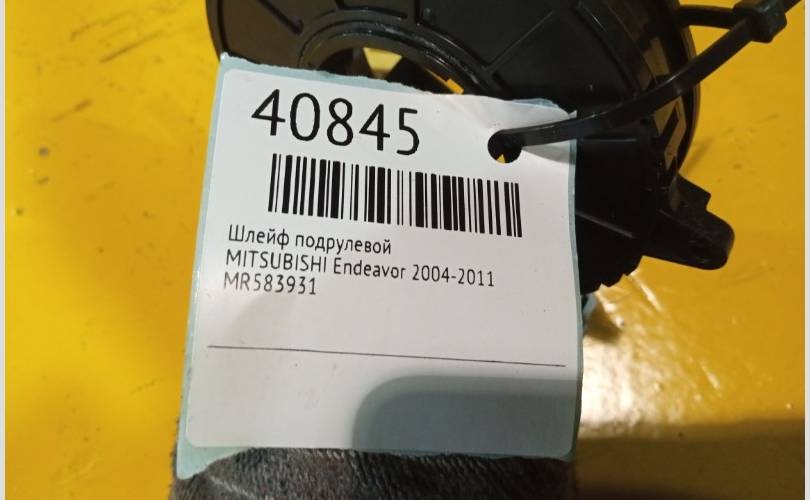 40845
Шлейф подрулевой
MITSUBISHI Endeavor 2004-2011
MR583931